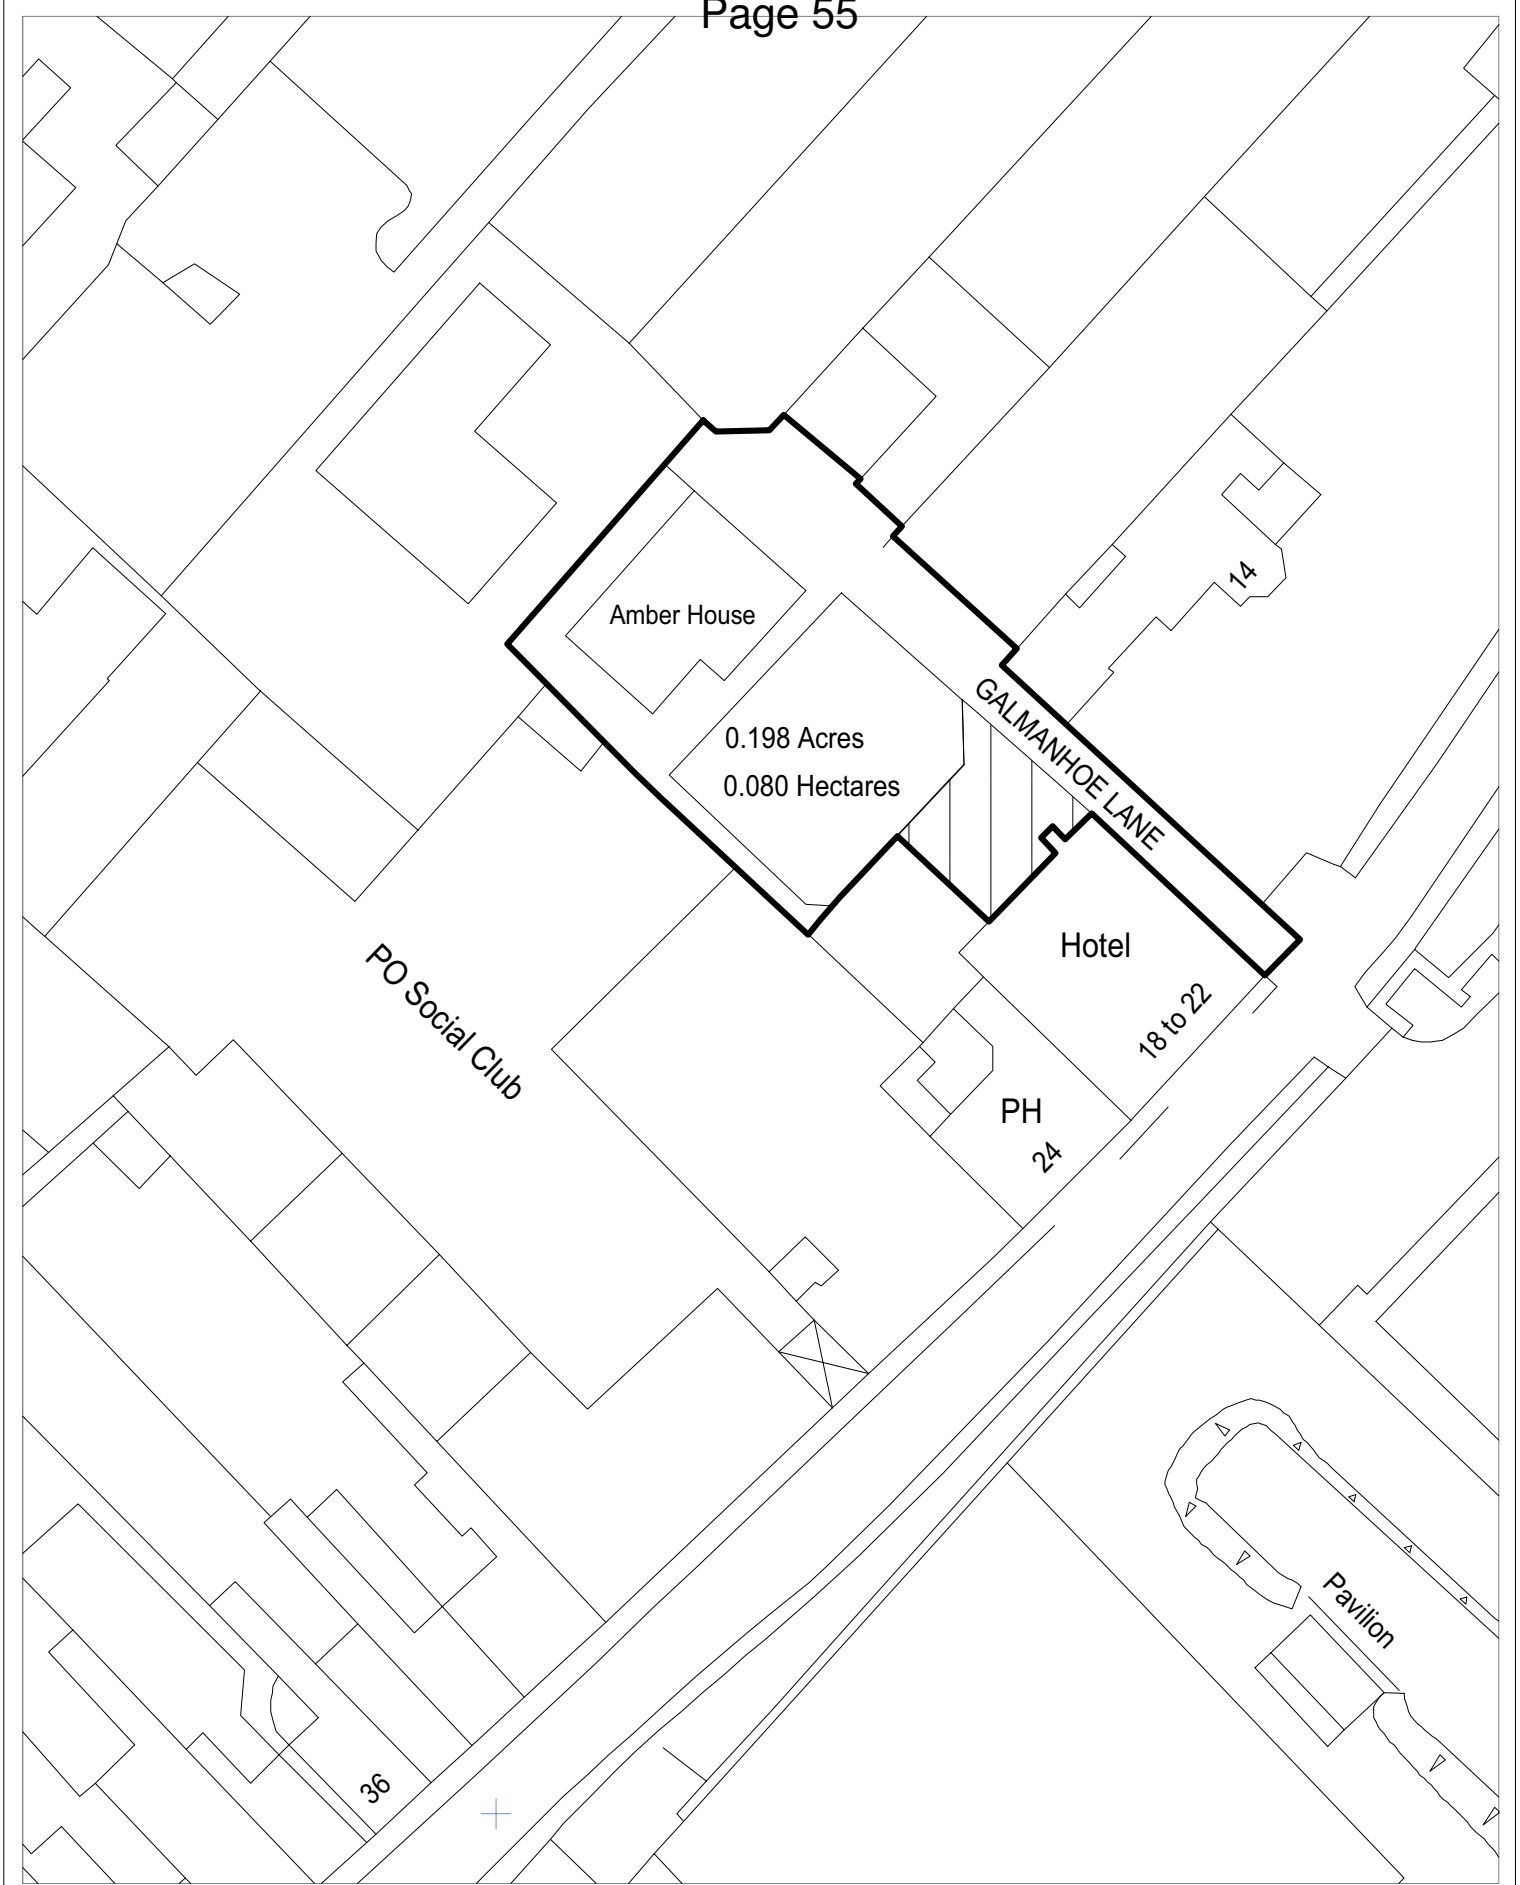 Page 55
14
Amber House
GALMANHOE LANE
0.198 Acres
0.080 Hectares
Hotel
PO Social Club
18 to 22
PH
24
Pavilion
36